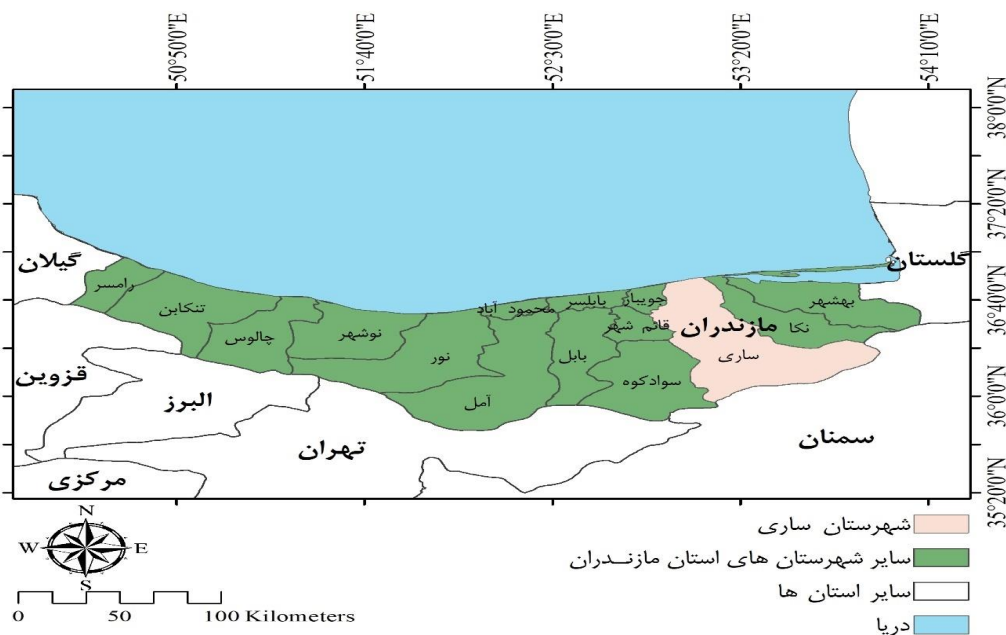 50°50'0"E
51°40'0"E
52°30'0"E
53°20'0"E
54°10'0"E
38°0'0"N
37°20'0"N
36°40'0"N
36°0'0"N
35°20'0"N
گیلان
گلستان
رامسر
تنکابن
چالوس
نوشهر
نور
محمود آباد
آمل
بابلسر
بابل
جویبار
قائم شهر
سوادکوه
مازندران
ساری
نکا
بهشهر
قزوین
البرز
تهران
سمنان
مرکزی
N
W
E
S
0 50 100 Kilometers
شهرستان ساری
سایر شهرستان های استان مازنــدران
سایر استان ها
دریا